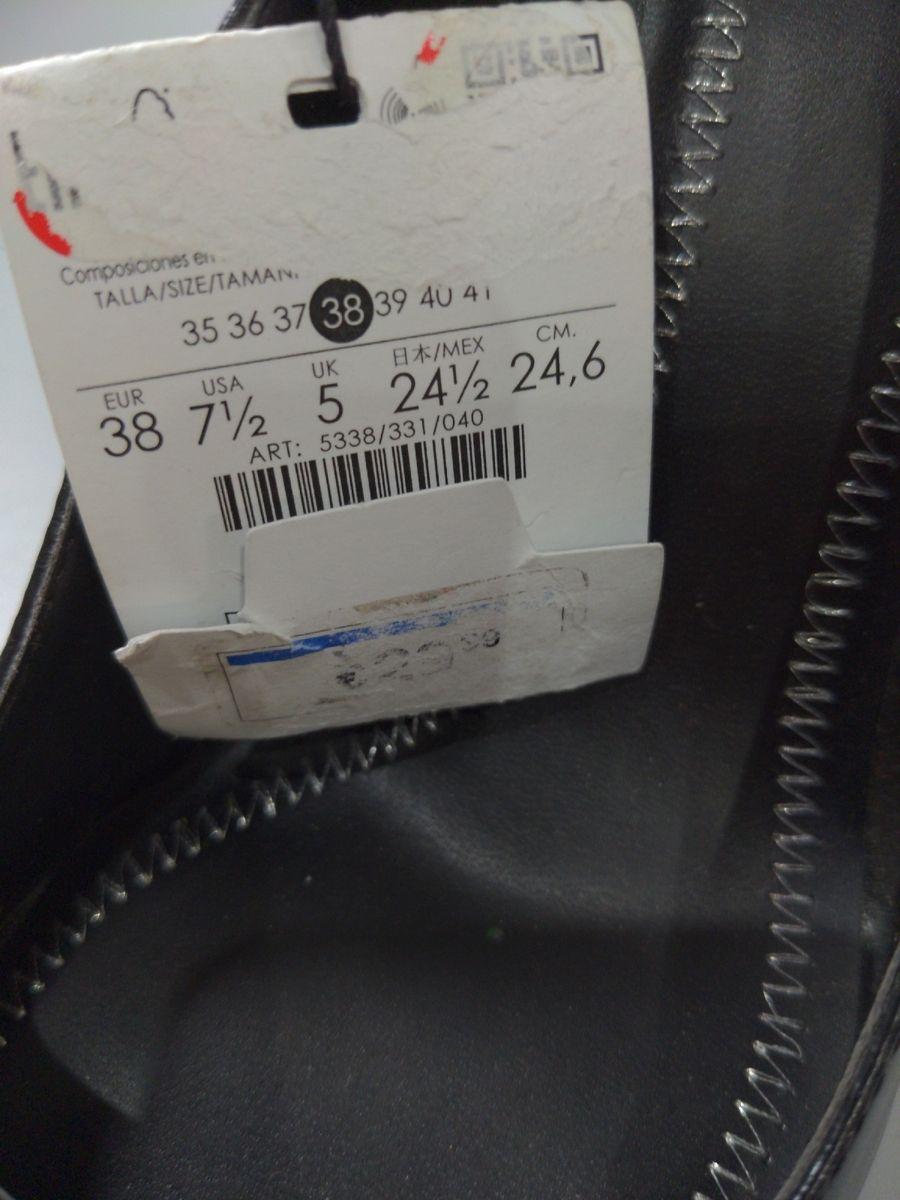 Composiciones en
TALLA/SIZE/TAMAN
35 36 37 38 39 40 41
EUR USA UK 日本/MEX CM.
38 7½ 5 24½ 24,6
ART: 5338/331/040